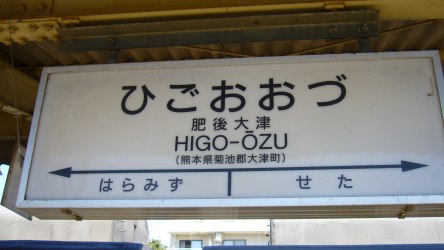 ひごおおづ
肥後大津
HIGO-ŌZU
(熊本県菊池郡大津町)
はらみず せた